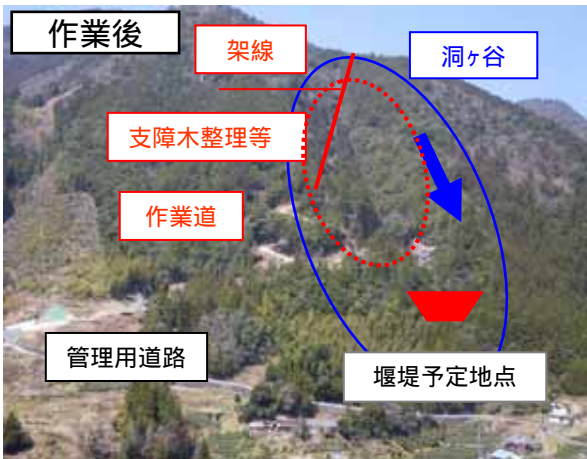 作業後
架線
洞ヶ谷
支障木整理等
作業道
管理用道路
堰堤予定地点